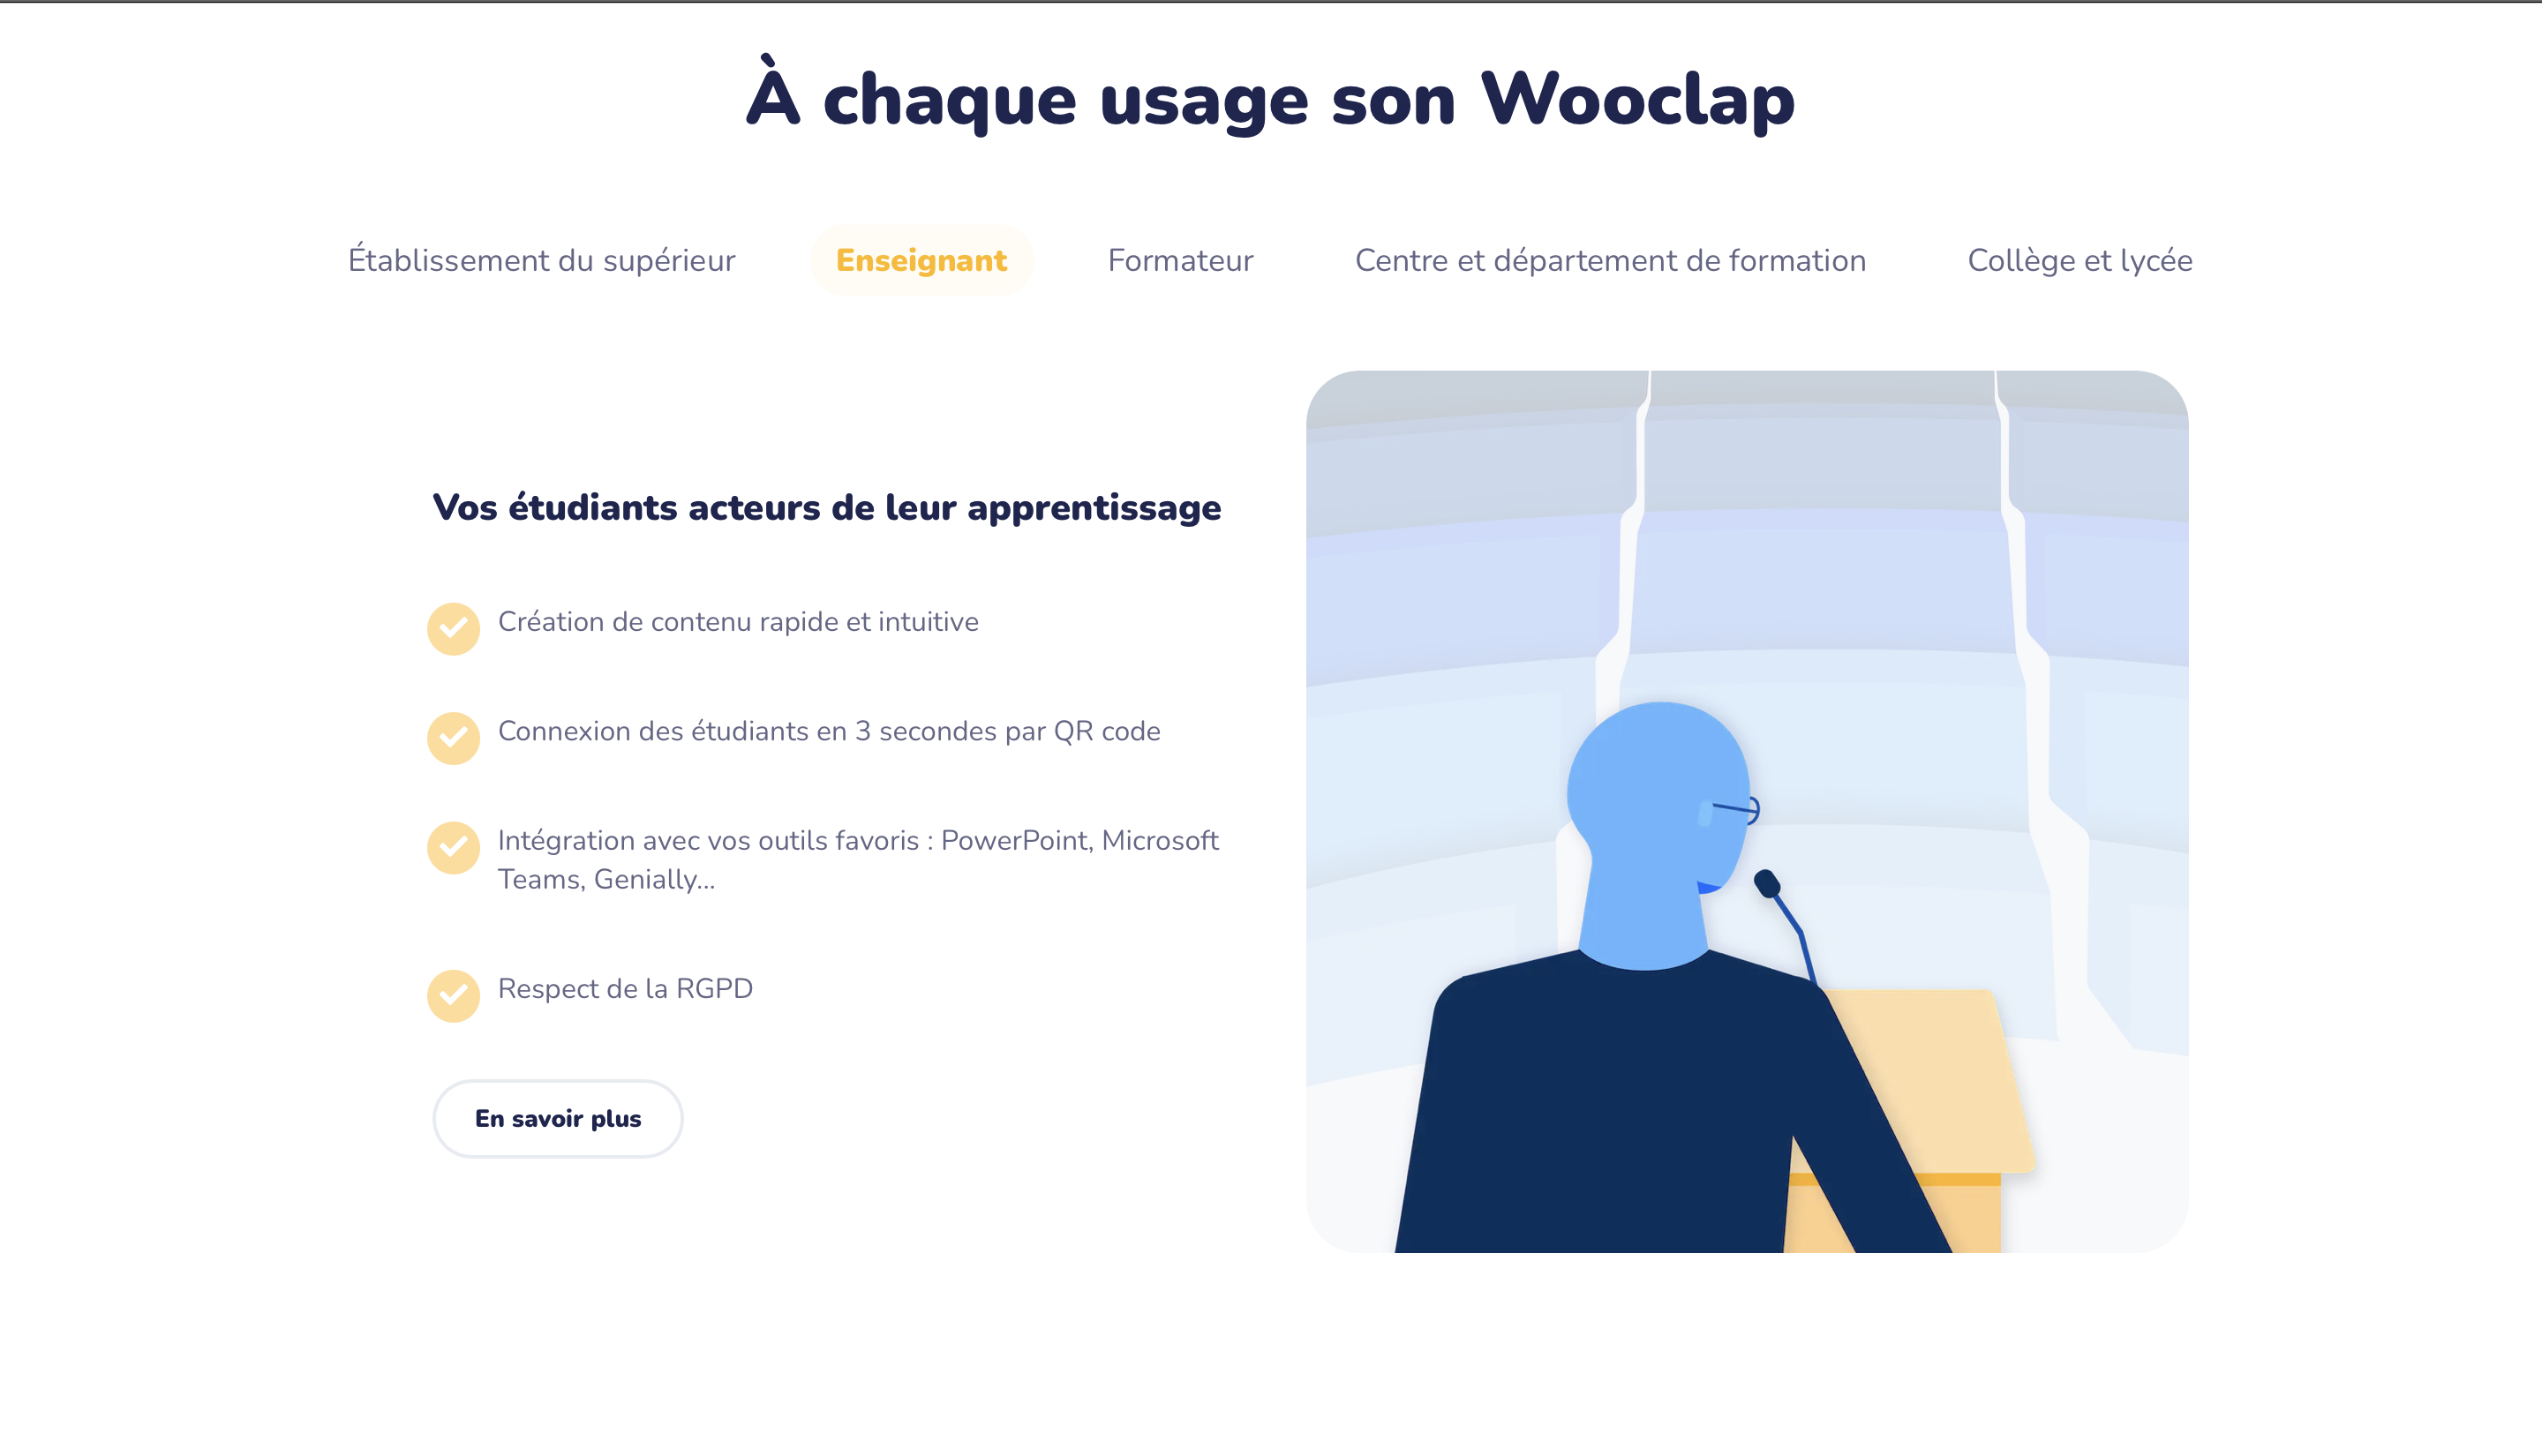 À chaque usage son Wooclap
Établissement du supérieur
Enseignant
Formateur
Centre et département de formation
Collège et lycée
Vos étudiants acteurs de leur apprentissage
Création de contenu rapide et intuitive
Connexion des étudiants en 3 secondes par QR code
Intégration avec vos outils favoris : PowerPoint, Microsoft
Teams, Genially...
Respect de la RGPD
En savoir plus